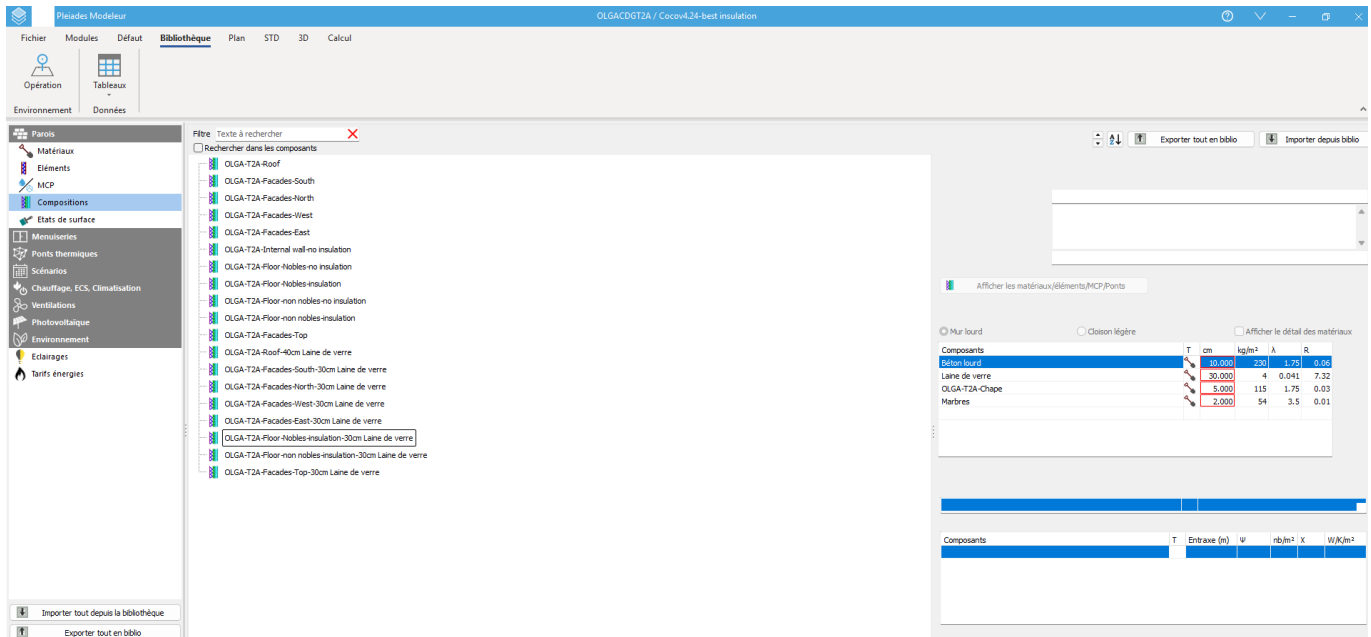 Pleiades Modeleur
OLGACDGT2A / Cocov4.24-best insulation
Fichier Modules Défaut Bibliothèque Plan STD 3D Calcul
Opération
Tableaux
Environnement Données
Parois
Matériaux
Eléments
MCP
Compositions
Etats de surface
Menuiseries
Ponts thermiques
Scénarios
Chauffage, ECS, Climatisation
Ventilations
Photovoltaïque
Environnement
Eclairages
Tarifs énergies
Importer tout depuis la bibliothèque
Exporter tout en biblio
Filtre Texte à rechercher
Rechercher dans les composants
OLGA-T2A-Roof
OLGA-T2A-Facades-South
OLGA-T2A-Facades-North
OLGA-T2A-Facades-West
OLGA-T2A-Facades-East
OLGA-T2A-Internal wall-no insulation
OLGA-T2A-Floor-Nobles-no insulation
OLGA-T2A-Floor-Nobles-insulation
OLGA-T2A-Floor-non nobles-no insulation
OLGA-T2A-Floor-non nobles-insulation
OLGA-T2A-Facades-Top
OLGA-T2A-Roof-40cm Laine de verre
OLGA-T2A-Facades-South-30cm Laine de verre
OLGA-T2A-Facades-North-30cm Laine de verre
OLGA-T2A-Facades-West-30cm Laine de verre
OLGA-T2A-Facades-East-30cm Laine de verre
OLGA-T2A-Floor-Nobles-insulation-30cm Laine de verre
OLGA-T2A-Floor-non nobles-insulation-30cm Laine de verre
OLGA-T2A-Facades-Top-30cm Laine de verre
Exporter tout en biblio
Importer depuis biblio
Afficher les matériaux/éléments/MCP/Ponts
Mur lourd Cloison légère Afficher le détail des matériaux
Composants T cm kg/m² λ R
Béton lourd 10.000 230 1.75 0.06
Laine de verre 30.000 4 0.041 7.32
OLGA-T2A-Chape 5.000 115 1.75 0.03
Marbres 2.000 54 3.5 0.01
Composants T Entraxe (m) Ψ nb/m² X W/K/m²